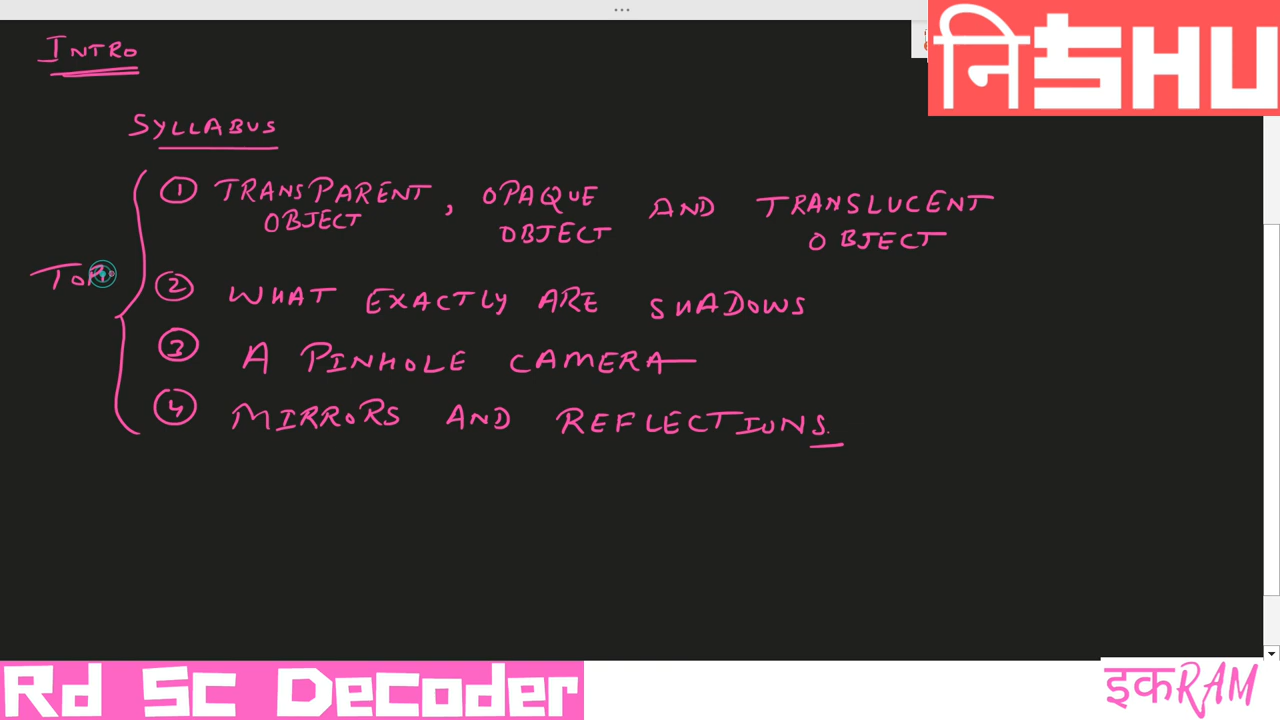 INTRO
निSHU
SYLLABUS
① TRANSPARENT OBJECT, OPAQUE OBJECT AND TRANSLUCENT OBJECT
② WHAT EXACTLY ARE SHADOWS
TOPI
③ A PINHOLE CAMERA
④ MIRRORS AND REFLECTIONS.
Rd SC Decoder
इकRAM